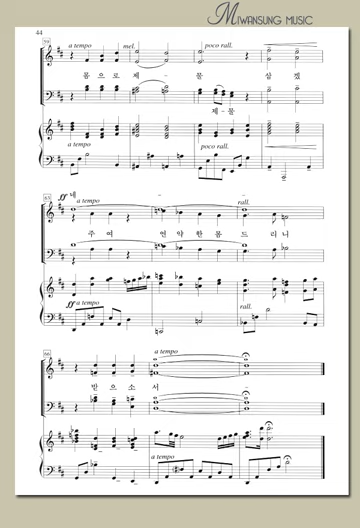 MIWANSUNG MUSIC
44
59
a tempo mel. poco rall.
몸 으 로 제 - 물 삼 겠
제 - 물
a tempo poco rall.
63
ff 네 - -
a tempo rall.
주 여 연 약 한 몸 드 리 니
rall.
ff a tempo
66
a tempo
받 으 소 서